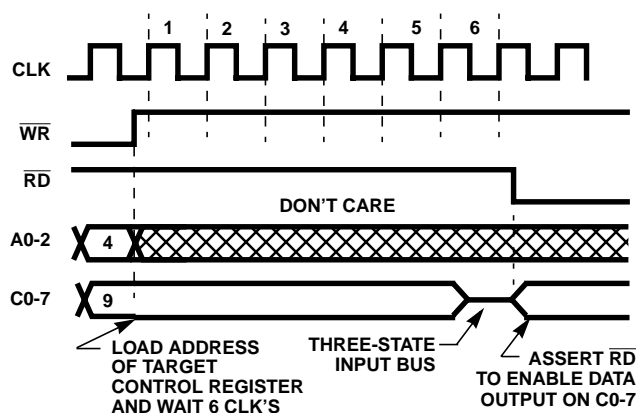 1 2 3 4 5 6
CLK
WR
RD
DON'T CARE
A0-2 4
C0-7 9
LOAD ADDRESS
OF TARGET
CONTROL REGISTER
AND WAIT 6 CLK'S
THREE-STATE
INPUT BUS
ASSERT RD
TO ENABLE DATA
OUTPUT ON C0-7